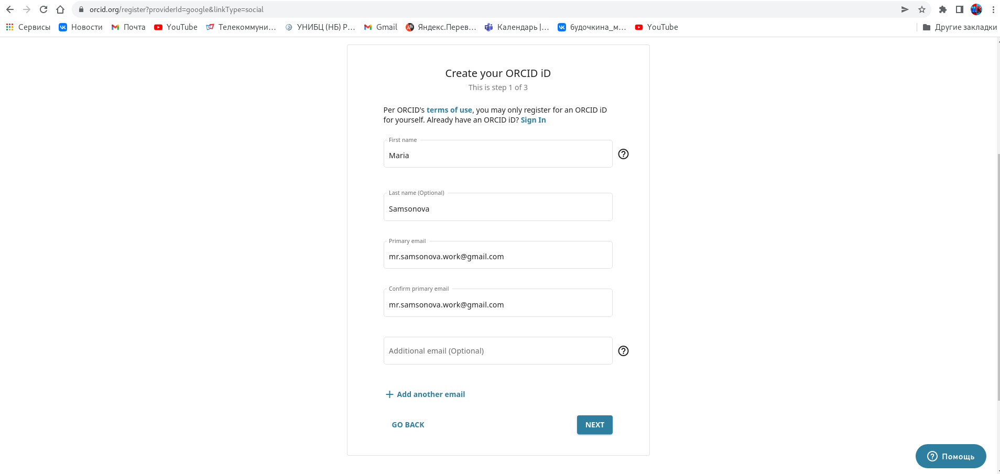 orcid.org/register?providerId=google&linkType=social
Сервисы Новости Почта YouTube Телекоммуни... УНИБЦ (НБ) Р... Gmail Яндекс.Перев... Календарь |... будочкина_м... YouTube Другие закладки
Create your ORCID iD
This is step 1 of 3
Per ORCID's terms of use, you may only register for an ORCID iD
for yourself. Already have an ORCID iD? Sign In
First name
Maria
Last name (Optional)
Samsonova
Primary email
mr.samsonova.work@gmail.com
Confirm primary email
mr.samsonova.work@gmail.com
Additional email (Optional)
Add another email
GO BACK NEXT
Помощь